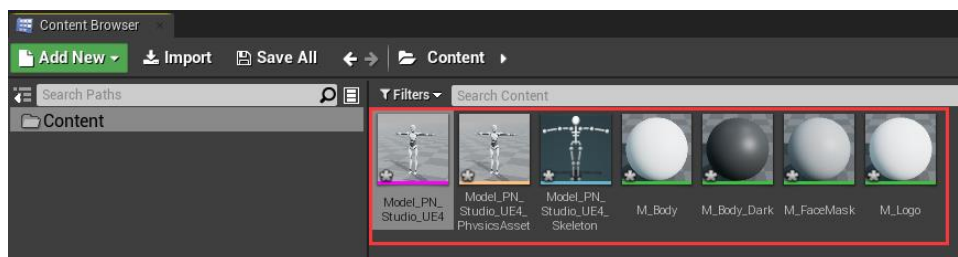 Content Browser
Add New Import Save All Content
Search Paths Filters Search Content
Content
Model_PN_
Studio_UE4
Model_PN_
Studio_UE4_
PhysicsAsset
Model_PN_
Studio_UE4_
Skeleton
M_Body
M_Body_Dark
M_FaceMask
M_Logo